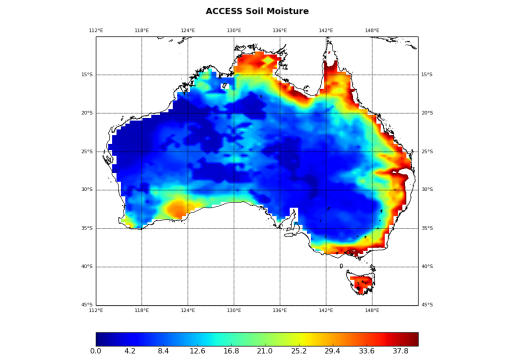 ACCESS Soil Moisture
112°E 118°E 124°E 130°E 136°E 142°E 148°E
15°S 15°S
20°S 20°S
25°S 25°S
30°S 30°S
35°S 35°S
40°S 40°S
45°S 45°S
112°E 118°E 124°E 130°E 136°E 142°E 148°E
0.0 4.2 8.4 12.6 16.8 21.0 25.2 29.4 33.6 37.8